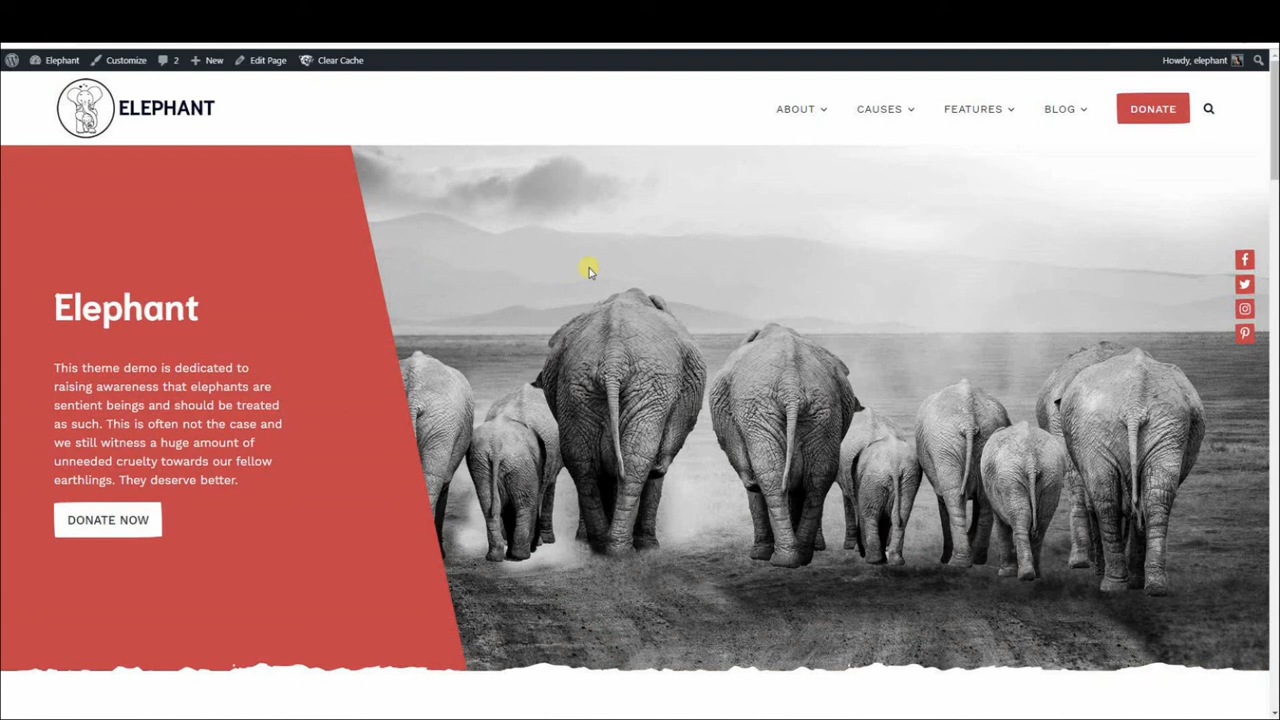 Elephant Customize 2 New Edit Page Clear Cache Howdy, elephant
ELEPHANT ABOUT CAUSES FEATURES BLOG DONATE
Elephant
This theme demo is dedicated to
raising awareness that elephants are
sentient beings and should be treated
as such. This is often not the case and
we still witness a huge amount of
unneeded cruelty towards our fellow
earthlings. They deserve better.
DONATE NOW